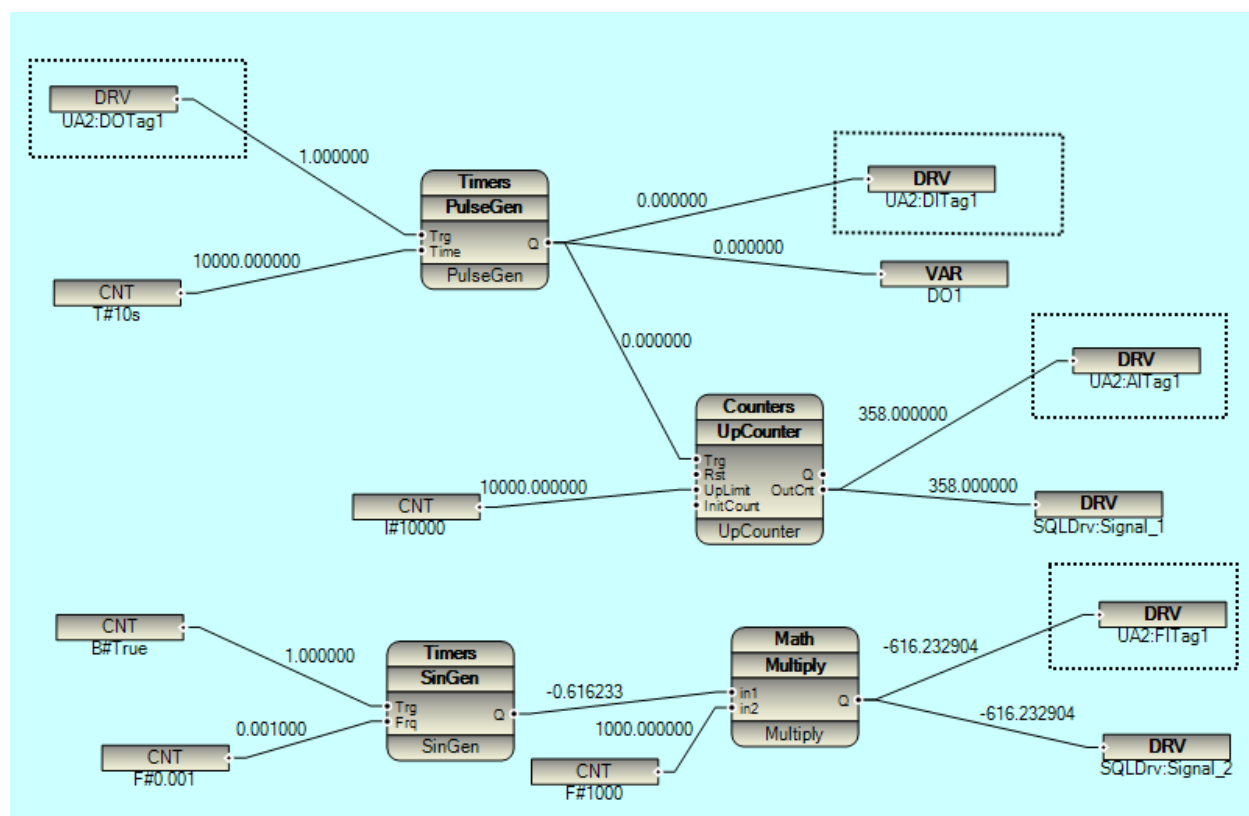 DRV
UA2:DOTag1
1.000000
Timers
PulseGen
Trg
Time
Q
PulseGen
10000.000000
CNT
T#10s
0.000000
DRV
UA2:DITag1
0.000000
VAR
DO1
0.000000
Counters
UpCounter
Trg
Rst
Q
UpLimit OutCnt
InitCount
UpCounter
10000.000000
CNT
I#10000
358.000000
DRV
UA2:AITag1
358.000000
DRV
SQLDrv:Signal_1
CNT
B#True
1.000000
Timers
SinGen
Trg
Frq
Q
SinGen
0.001000
CNT
F#0.001
-0.616233
1000.000000
CNT
F#1000
Math
Multiply
in1
in2
Q
Multiply
-616.232904
DRV
UA2:FITag1
-616.232904
DRV
SQLDrv:Signal_2